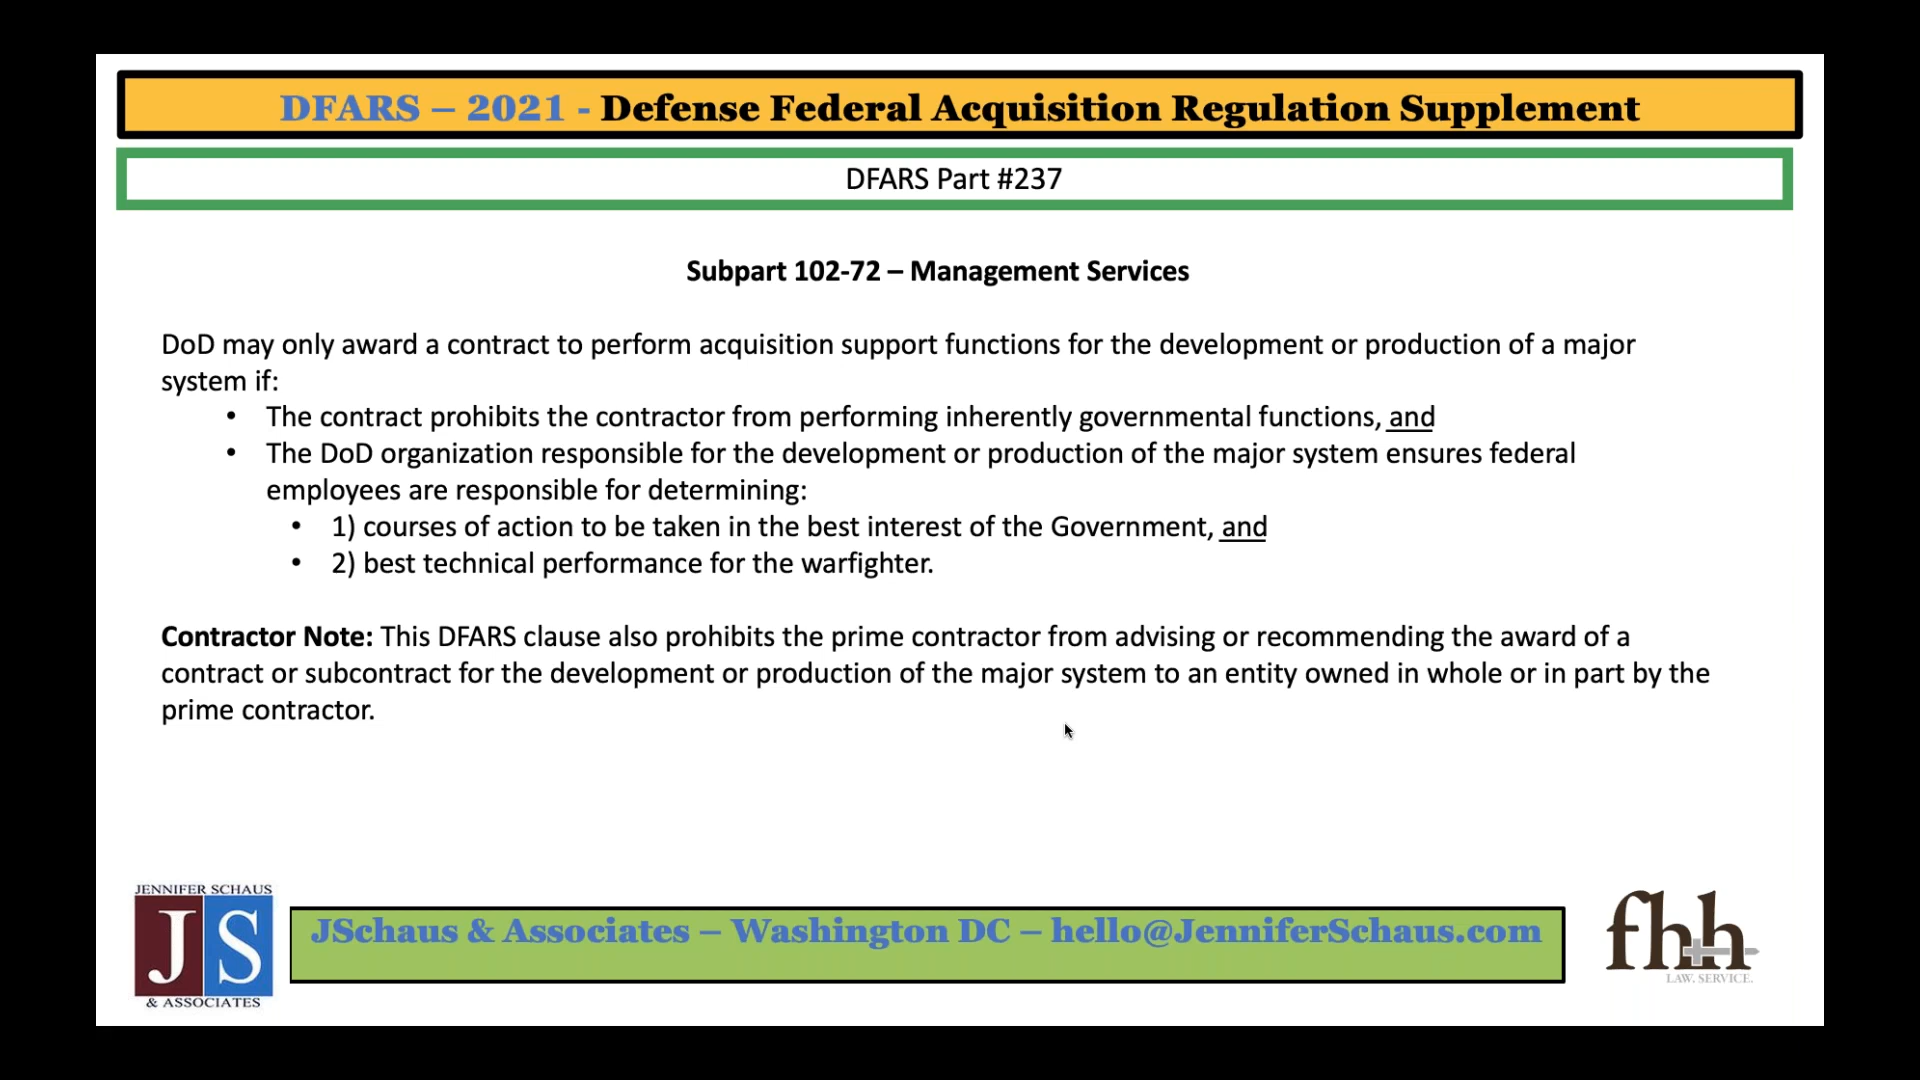 DFARS – 2021 - Defense Federal Acquisition Regulation Supplement
DFARS Part #237
Subpart 102-72 – Management Services
DoD may only award a contract to perform acquisition support functions for the development or production of a major
system if:
• The contract prohibits the contractor from performing inherently governmental functions, and
• The DoD organization responsible for the development or production of the major system ensures federal
employees are responsible for determining:
• 1) courses of action to be taken in the best interest of the Government, and
• 2) best technical performance for the warfighter.
Contractor Note: This DFARS clause also prohibits the prime contractor from advising or recommending the award of a
contract or subcontract for the development or production of the major system to an entity owned in whole or in part by the
prime contractor.
JENNIFER SCHAUS
JS
& ASSOCIATES
JSchaus & Associates – Washington DC – hello@JenniferSchaus.com
fhh
LAW. SERVICE.